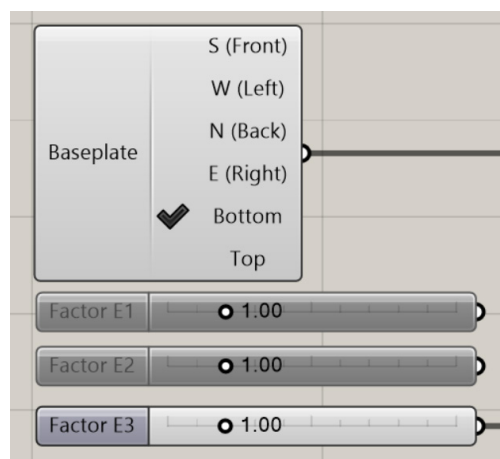 S (Front)
W (Left)
N (Back)
Baseplate
E (Right)
Bottom
Top
Factor E1 1.00
Factor E2 1.00
Factor E3 1.00